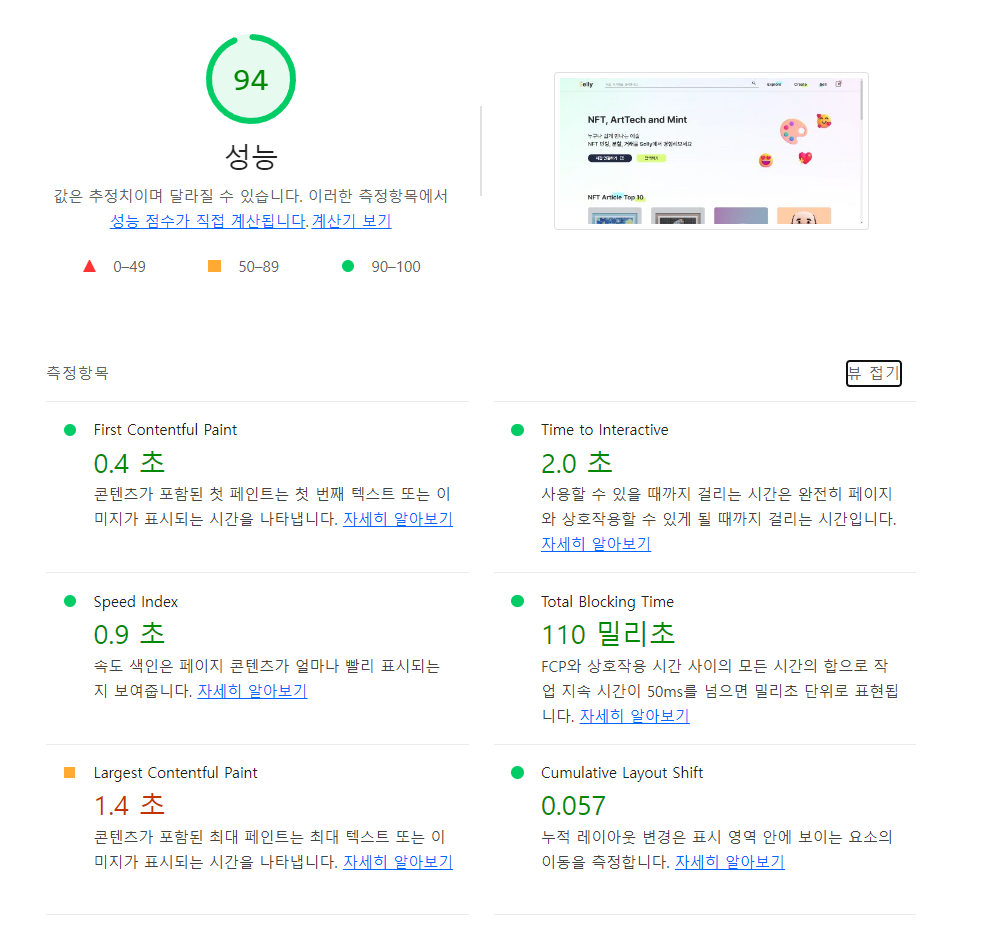 94
성능
값은 추정치이며 달라질 수 있습니다. 이러한 측정항목에서
성능 점수가 직접 계산됩니다. 계산기 보기
0–49
50–89
90–100
NFT, ArtTech and Mint
NFT Article Top 10
측정항목
뷰 접기
First Contentful Paint
0.4 초
콘텐츠가 포함된 첫 페인트는 첫 번째 텍스트 또는 이
미지가 표시되는 시간을 나타냅니다. 자세히 알아보기
Time to Interactive
2.0 초
사용할 수 있을 때까지 걸리는 시간은 완전히 페이지
와 상호작용할 수 있게 될 때까지 걸리는 시간입니다.
자세히 알아보기
Speed Index
0.9 초
속도 색인은 페이지 콘텐츠가 얼마나 빨리 표시되는
지 보여줍니다. 자세히 알아보기
Total Blocking Time
110 밀리초
FCP와 상호작용 시간 사이의 모든 시간의 합으로 작
업 지속 시간이 50ms를 넘으면 밀리초 단위로 표현됩
니다. 자세히 알아보기
Largest Contentful Paint
1.4 초
콘텐츠가 포함된 최대 페인트는 최대 텍스트 또는 이
미지가 표시되는 시간을 나타냅니다. 자세히 알아보기
Cumulative Layout Shift
0.057
누적 레이아웃 변경은 표시 영역 안에 보이는 요소의
이동을 측정합니다. 자세히 알아보기